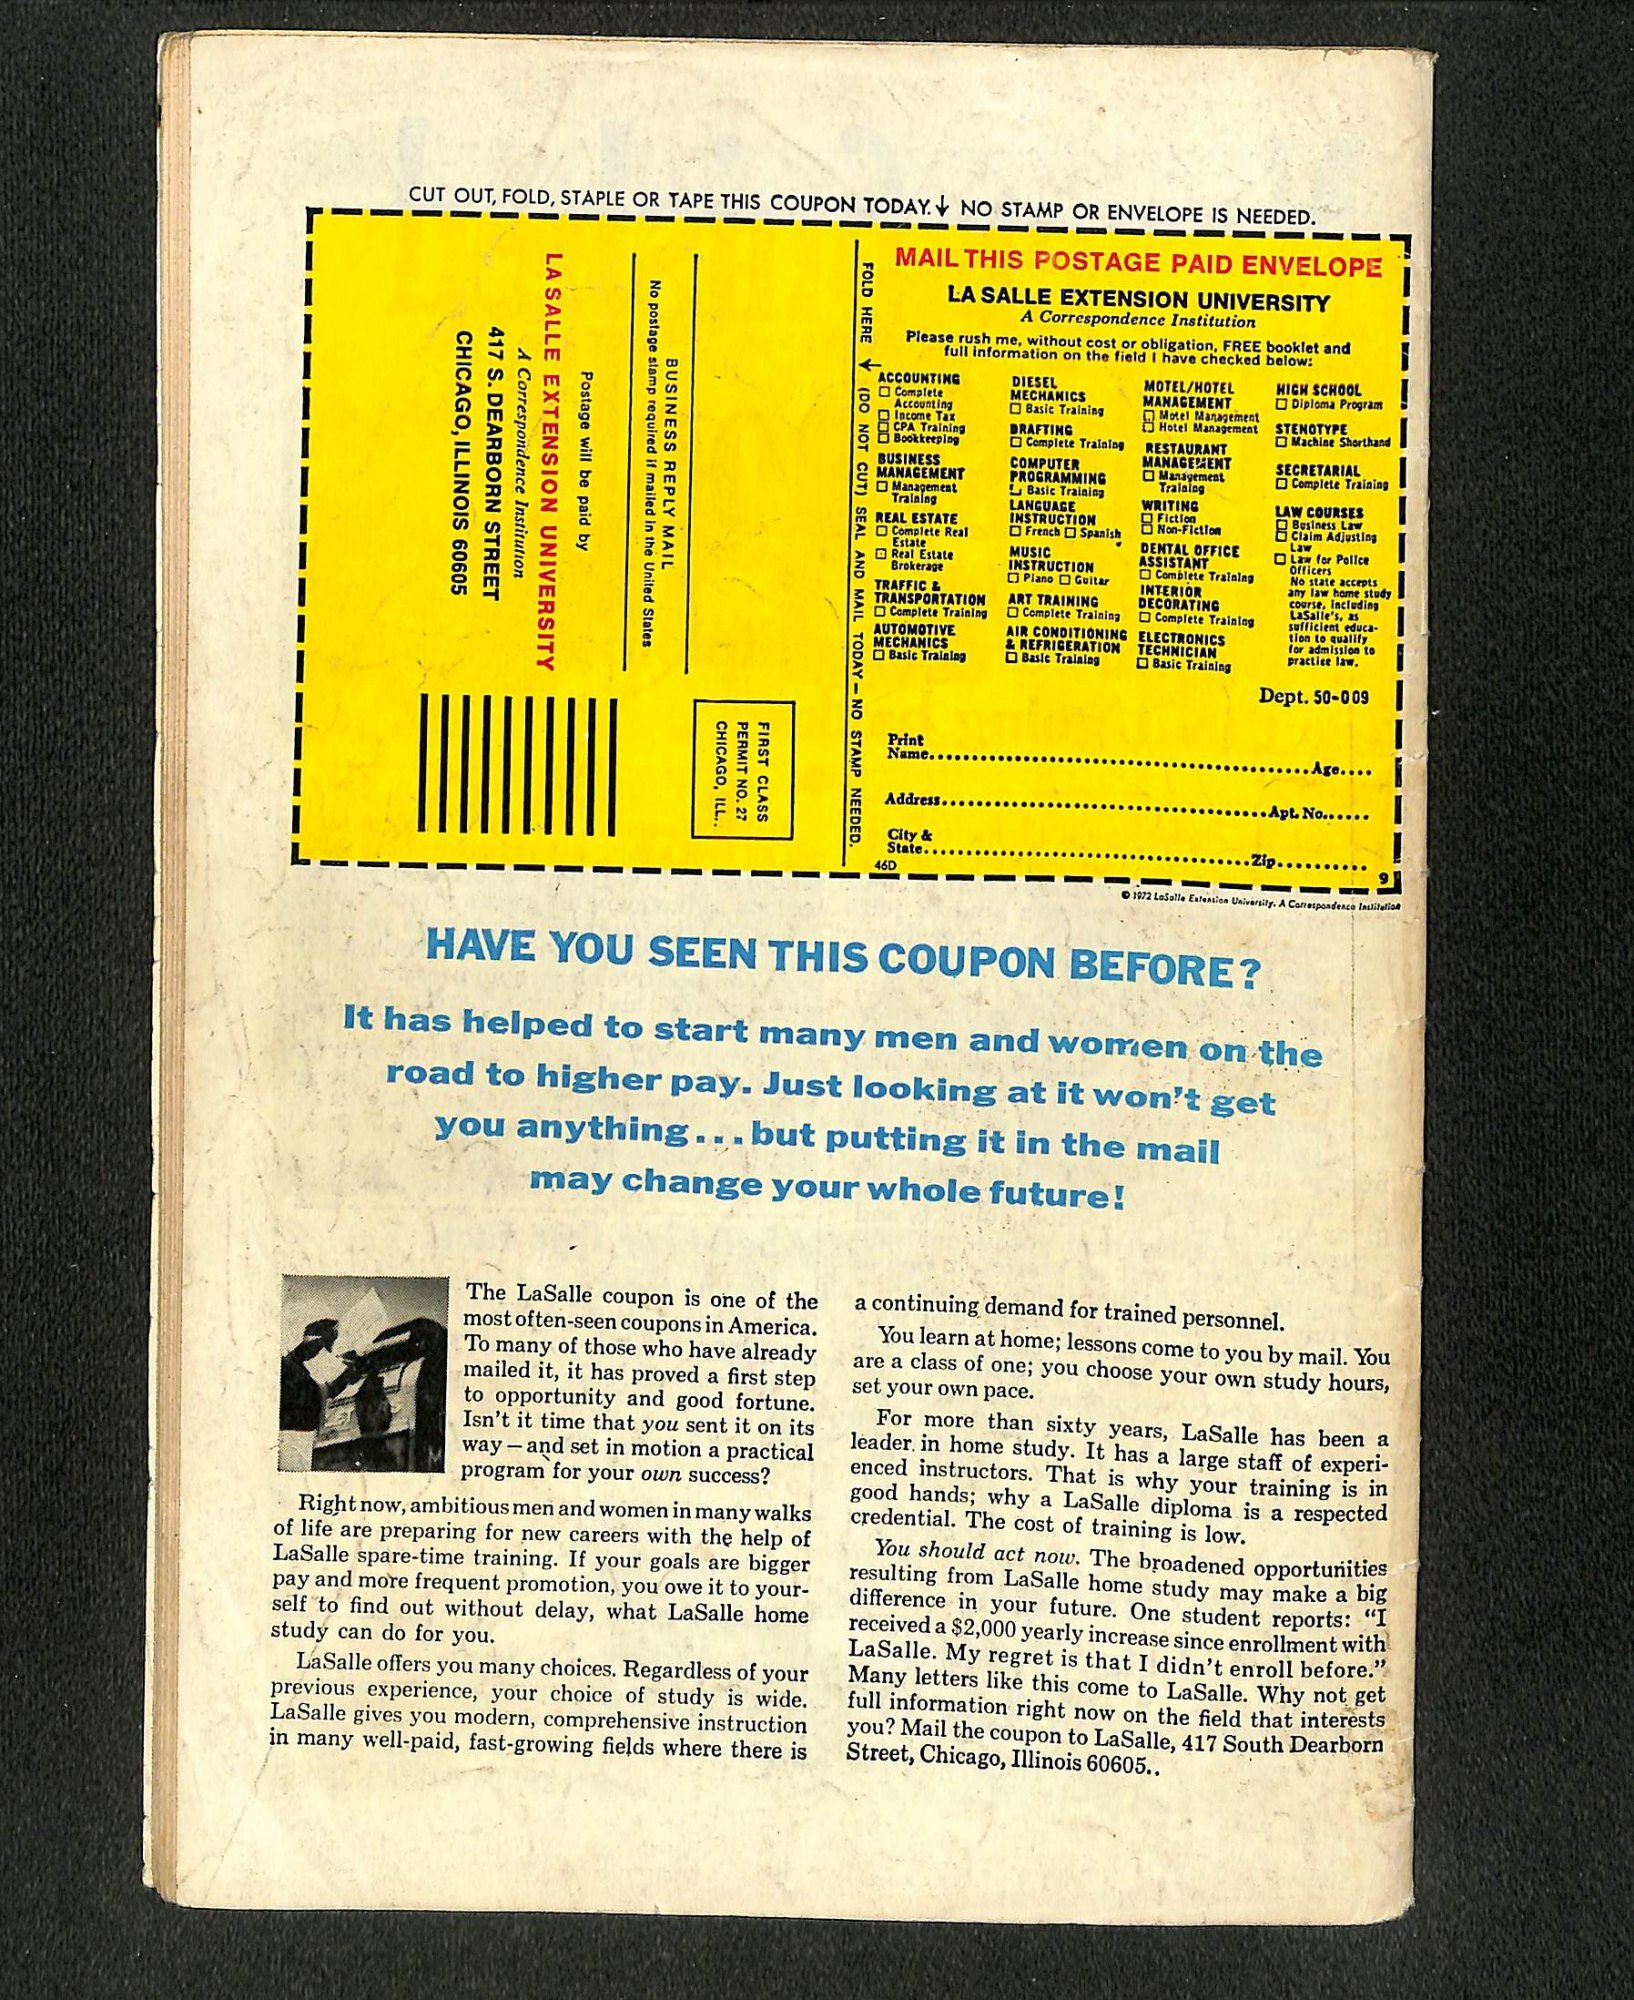 CUT OUT, FOLD, STAPLE OR TAPE THIS COUPON TODAY. ↓ NO STAMP OR ENVELOPE IS NEEDED.
FIRST CLASS
PERMIT NO. 27
CHICAGO, ILL..
BUSINESS REPLY MAIL
No postage stamp required if mailed in the United States
Postage will be paid by
LA SALLE EXTENSION UNIVERSITY
A Correspondence Institution
417 S. DEARBORN STREET
CHICAGO, ILLINOIS 60605
FOLD HERE ↓ (DO NOT CUT) SEAL AND MAIL TODAY — NO STAMP NEEDED.
MAIL THIS POSTAGE PAID ENVELOPE
LA SALLE EXTENSION UNIVERSITY
A Correspondence Institution
Please rush me, without cost or obligation, FREE booklet and
full information on the field I have checked below:
ACCOUNTING
☐ Complete
Accounting
☐ Income Tax
☐ CPA Training
☐ Bookkeeping
BUSINESS
MANAGEMENT
☐ Management
Training
REAL ESTATE
☐ Complete Real
Estate
☐ Real Estate
Brokerage
TRAFFIC &
TRANSPORTATION
☐ Complete Training
AUTOMOTIVE
MECHANICS
☐ Basic Training
DIESEL
MECHANICS
☐ Basic Training
DRAFTING
☐ Complete Training
COMPUTER
PROGRAMMING
☐ Basic Training
LANGUAGE
INSTRUCTION
☐ French ☐ Spanish
MUSIC
INSTRUCTION
☐ Piano ☐ Guitar
ART TRAINING
☐ Complete Training
AIR CONDITIONING
& REFRIGERATION
☐ Basic Training
MOTEL/HOTEL
MANAGEMENT
☐ Motel Management
☐ Hotel Management
RESTAURANT
MANAGEMENT
☐ Management
Training
WRITING
☐ Fiction
☐ Non-Fiction
DENTAL OFFICE
ASSISTANT
☐ Complete Training
INTERIOR
DECORATING
☐ Complete Training
ELECTRONICS
TECHNICIAN
☐ Basic Training
HIGH SCHOOL
☐ Diploma Program
STENOTYPE
☐ Machine Shorthand
SECRETARIAL
☐ Complete Training
LAW COURSES
☐ Business Law
☐ Claim Adjusting
Law
☐ Law for Police
Officers
No state accepts
any law home study
course, including
LaSalle's, as
sufficient educa-
tion to qualify
for admission to
practice law.
Dept. 50-009
Print
Name........................................Age....
Address........................................Apt. No......
City &
State........................................Zip..........
46D
9
© 1972 LaSalle Extension University. A Correspondence Institution
HAVE YOU SEEN THIS COUPON BEFORE?
It has helped to start many men and women on the
road to higher pay. Just looking at it won't get
you anything...but putting it in the mail
may change your whole future!
The LaSalle coupon is one of the
most often-seen coupons in America.
To many of those who have already
mailed it, it has proved a first step
to opportunity and good fortune.
Isn't it time that you sent it on its
way — and set in motion a practical
program for your own success?
Right now, ambitious men and women in many walks
of life are preparing for new careers with the help of
LaSalle spare-time training. If your goals are bigger
pay and more frequent promotion, you owe it to your-
self to find out without delay, what LaSalle home
study can do for you.
LaSalle offers you many choices. Regardless of your
previous experience, your choice of study is wide.
LaSalle gives you modern, comprehensive instruction
in many well-paid, fast-growing fields where there is
a continuing demand for trained personnel.
You learn at home; lessons come to you by mail. You
are a class of one; you choose your own study hours,
set your own pace.
For more than sixty years, LaSalle has been a
leader in home study. It has a large staff of experi-
enced instructors. That is why your training is in
good hands; why a LaSalle diploma is a respected
credential. The cost of training is low.
You should act now. The broadened opportunities
resulting from LaSalle home study may make a big
difference in your future. One student reports: "I
received a $2,000 yearly increase since enrollment with
LaSalle. My regret is that I didn't enroll before."
Many letters like this come to LaSalle. Why not get
full information right now on the field that interests
you? Mail the coupon to LaSalle, 417 South Dearborn
Street, Chicago, Illinois 60605..